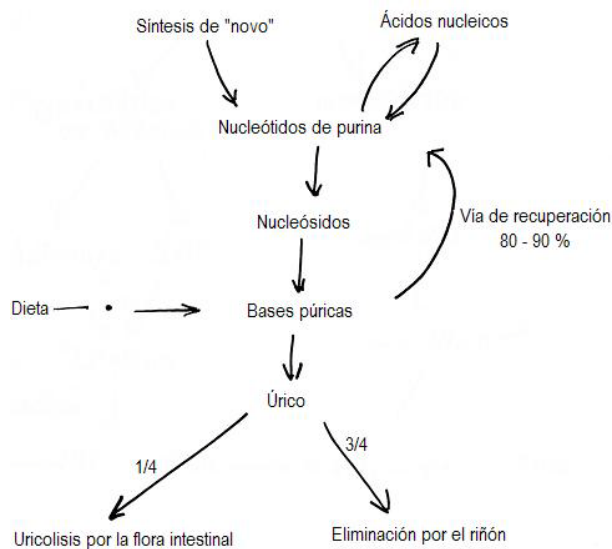 Síntesis de "novo"
Ácidos nucleicos
Nucleótidos de purina
Nucleósidos
Vía de recuperación
80 - 90 %
Dieta
Bases púricas
Úrico
1/4
3/4
Uricolisis por la flora intestinal
Eliminación por el riñón